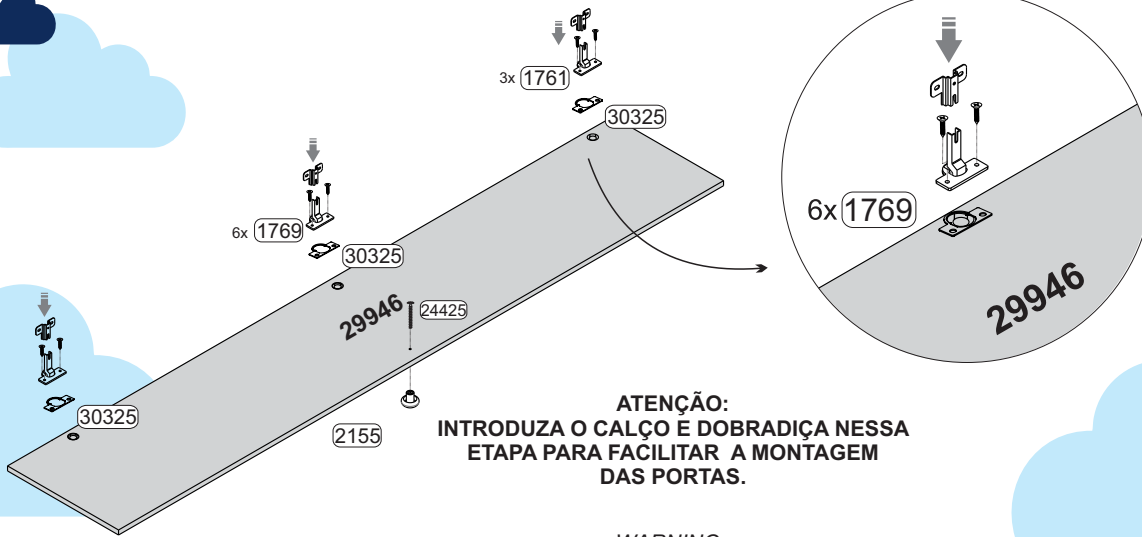 3x 1761
30325
6x 1769
30325
29946
24425
30325
2155
6x 1769
29946
ATENÇÃO:
INTRODUZA O CALÇO E DOBRADIÇA NESSA
ETAPA PARA FACILITAR A MONTAGEM
DAS PORTAS.
WARNING